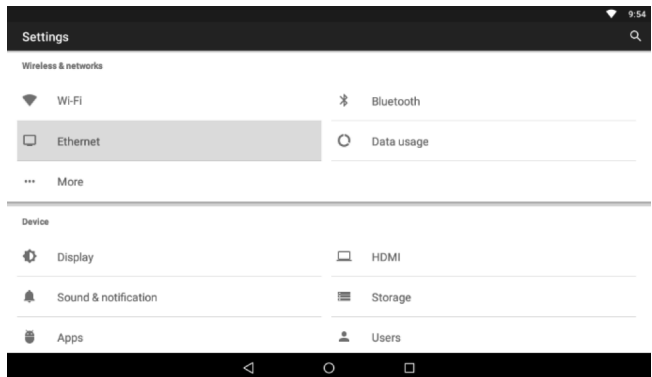 9:54
Settings
Wireless & networks
Wi-Fi
Bluetooth
Ethernet
Data usage
More
Device
Display
HDMI
Sound & notification
Storage
Apps
Users